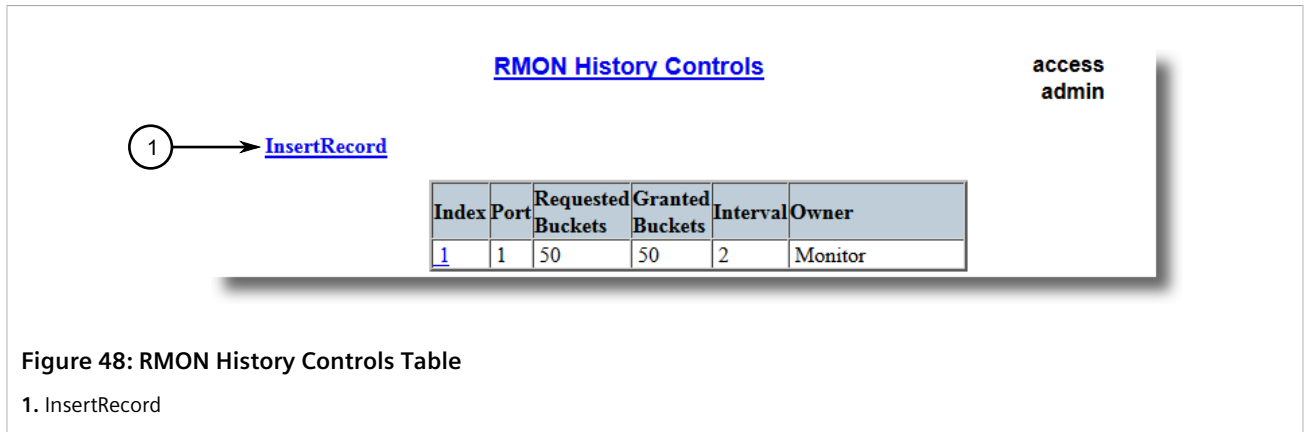 RMON History Controls
access
admin
1
InsertRecord
Index Port Requested Buckets Granted Buckets Interval Owner
1 1 50 50 2 Monitor
Figure 48: RMON History Controls Table
1. InsertRecord